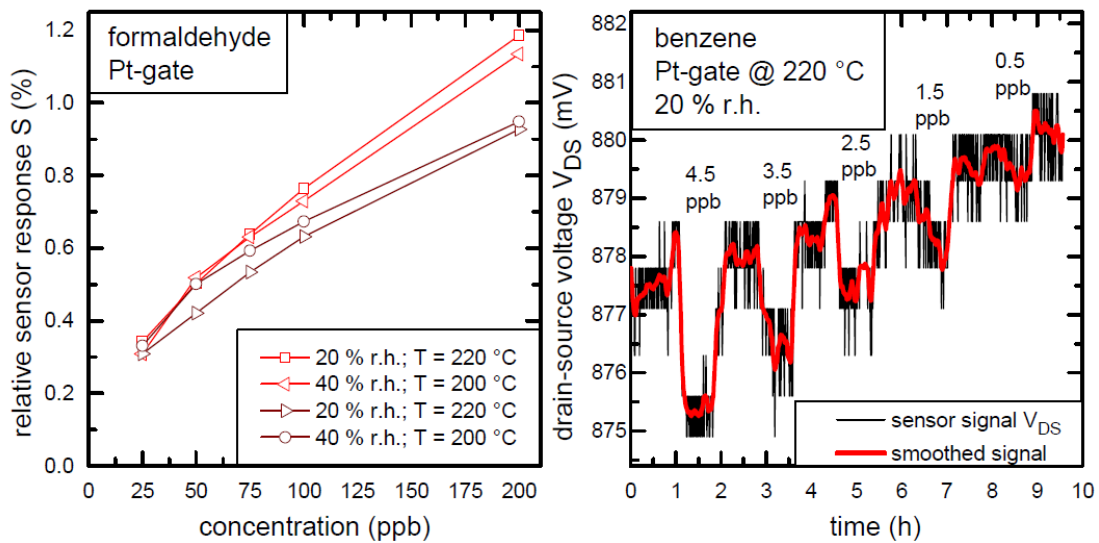 formaldehyde
Pt-gate
relative sensor response S (%)
1.2
1.0
0.8
0.6
0.4
0.2
0.0
20 % r.h.; T = 220 °C
40 % r.h.; T = 200 °C
20 % r.h.; T = 220 °C
40 % r.h.; T = 200 °C
0 25 50 75 100 125 150 175 200
concentration (ppb)
benzene
Pt-gate @ 220 °C
20 % r.h.
drain-source voltage V_DS (mV)
882
881
880
879
878
877
876
875
4.5
ppb
3.5
ppb
2.5
ppb
1.5
ppb
0.5
ppb
sensor signal V_DS
smoothed signal
0 1 2 3 4 5 6 7 8 9 10
time (h)